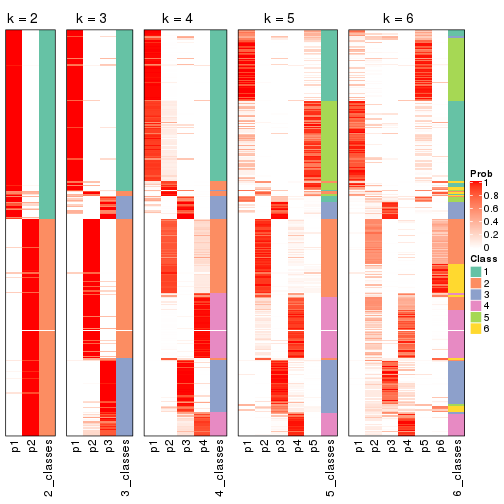 k = 2
k = 3
k = 4
k = 5
k = 6
Prob
1
0.8
0.6
0.4
0.2
0
Class
1
2
3
4
5
6
p1 p2 2_classes
p1 p2 p3 3_classes
p1 p2 p3 p4 4_classes
p1 p2 p3 p4 p5 5_classes
p1 p2 p3 p4 p5 p6 6_classes